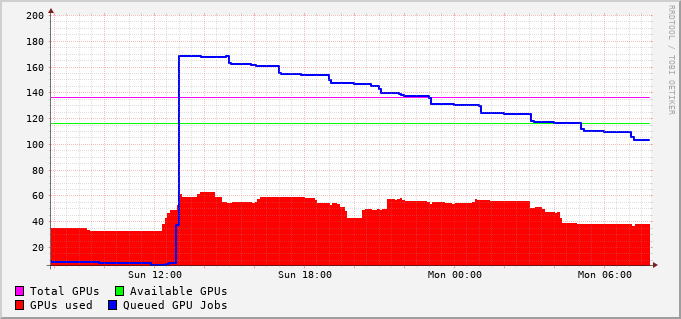 200
180
160
140
120
100
80
60
40
20
Sun 12:00 Sun 18:00 Mon 00:00 Mon 06:00
Total GPUs Available GPUs
GPUs used Queued GPU Jobs
RRDTOOL / TOBI OETIKER